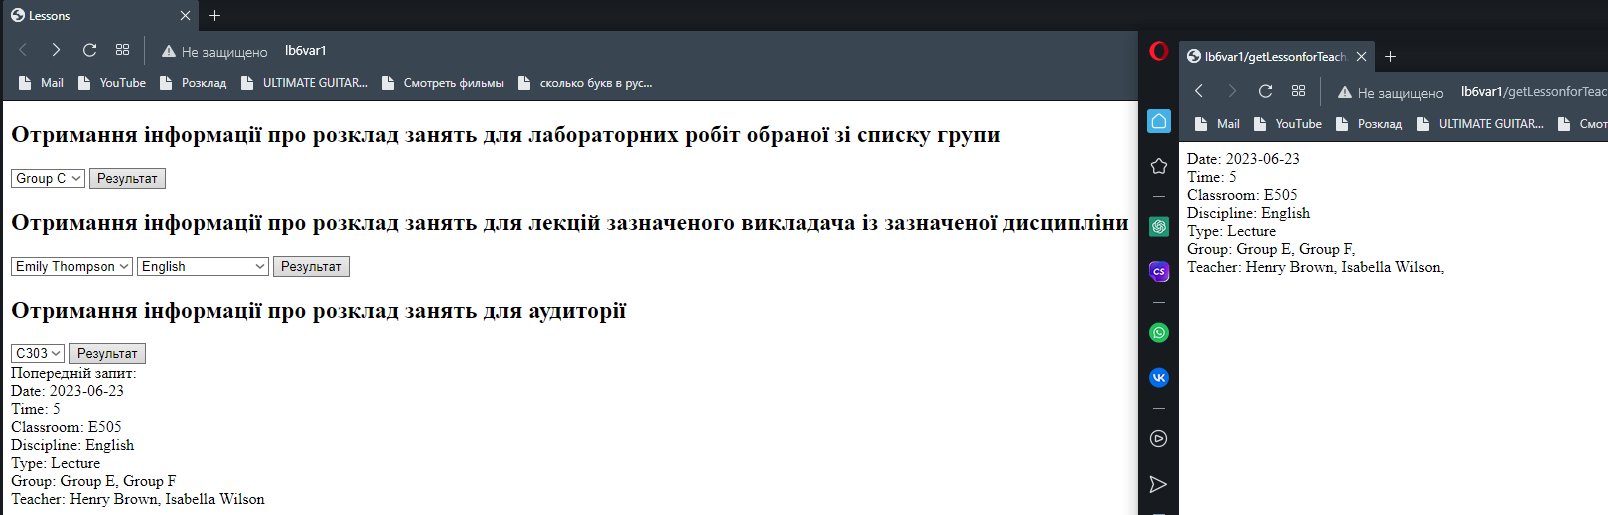 Lessons
Не защищено lb6var1
Mail YouTube Розклад ULTIMATE GUITAR... Смотреть фильмы сколько букв в рус...
Отримання інформації про розклад занять для лабораторних робіт обраної зі списку групи
Group C Результат
Отримання інформації про розклад занять для лекцій зазначеного викладача із зазначеної дисципліни
Emily Thompson English Результат
Отримання інформації про розклад занять для аудиторії
C303 Результат
Попередній запит:
Date: 2023-06-23
Time: 5
Classroom: E505
Discipline: English
Type: Lecture
Group: Group E, Group F
Teacher: Henry Brown, Isabella Wilson
lb6var1/getLessonforTeach
Не защищено lb6var1/getLessonforTeac
Mail YouTube Розклад ULTIMATE GUITAR... Смот
CS
Date: 2023-06-23
Time: 5
Classroom: E505
Discipline: English
Type: Lecture
Group: Group E, Group F,
Teacher: Henry Brown, Isabella Wilson,